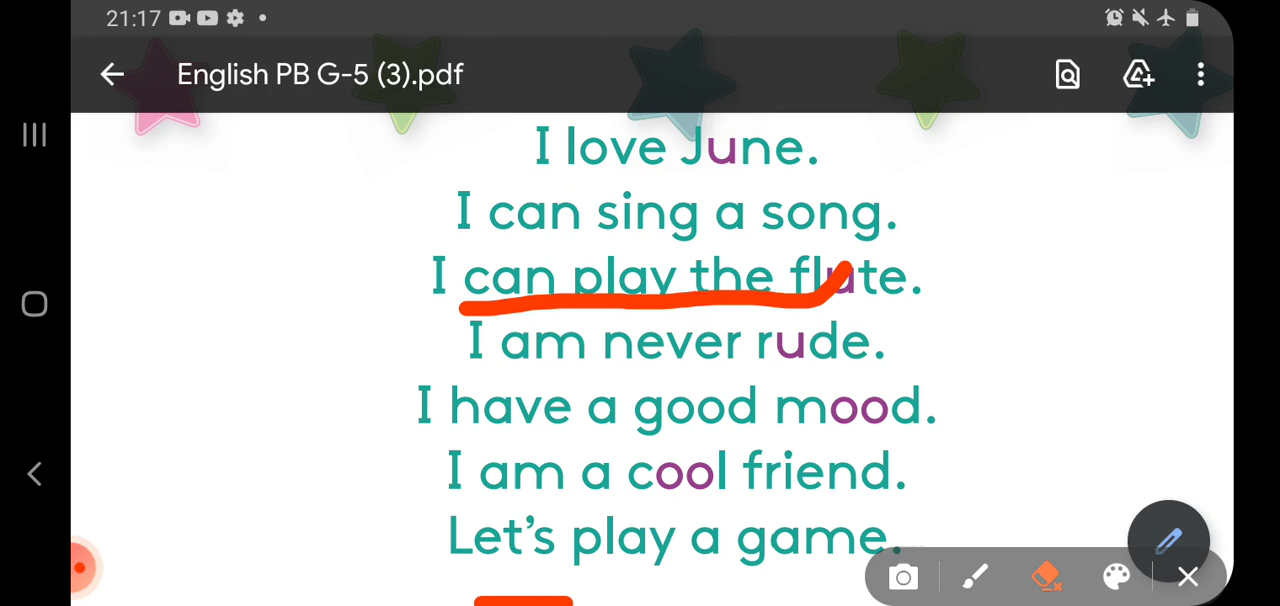 21:17
English PB G-5 (3).pdf
I love June.
I can sing a song.
I can play the flute.
I am never rude.
I have a good mood.
I am a cool friend.
Let's play a game.